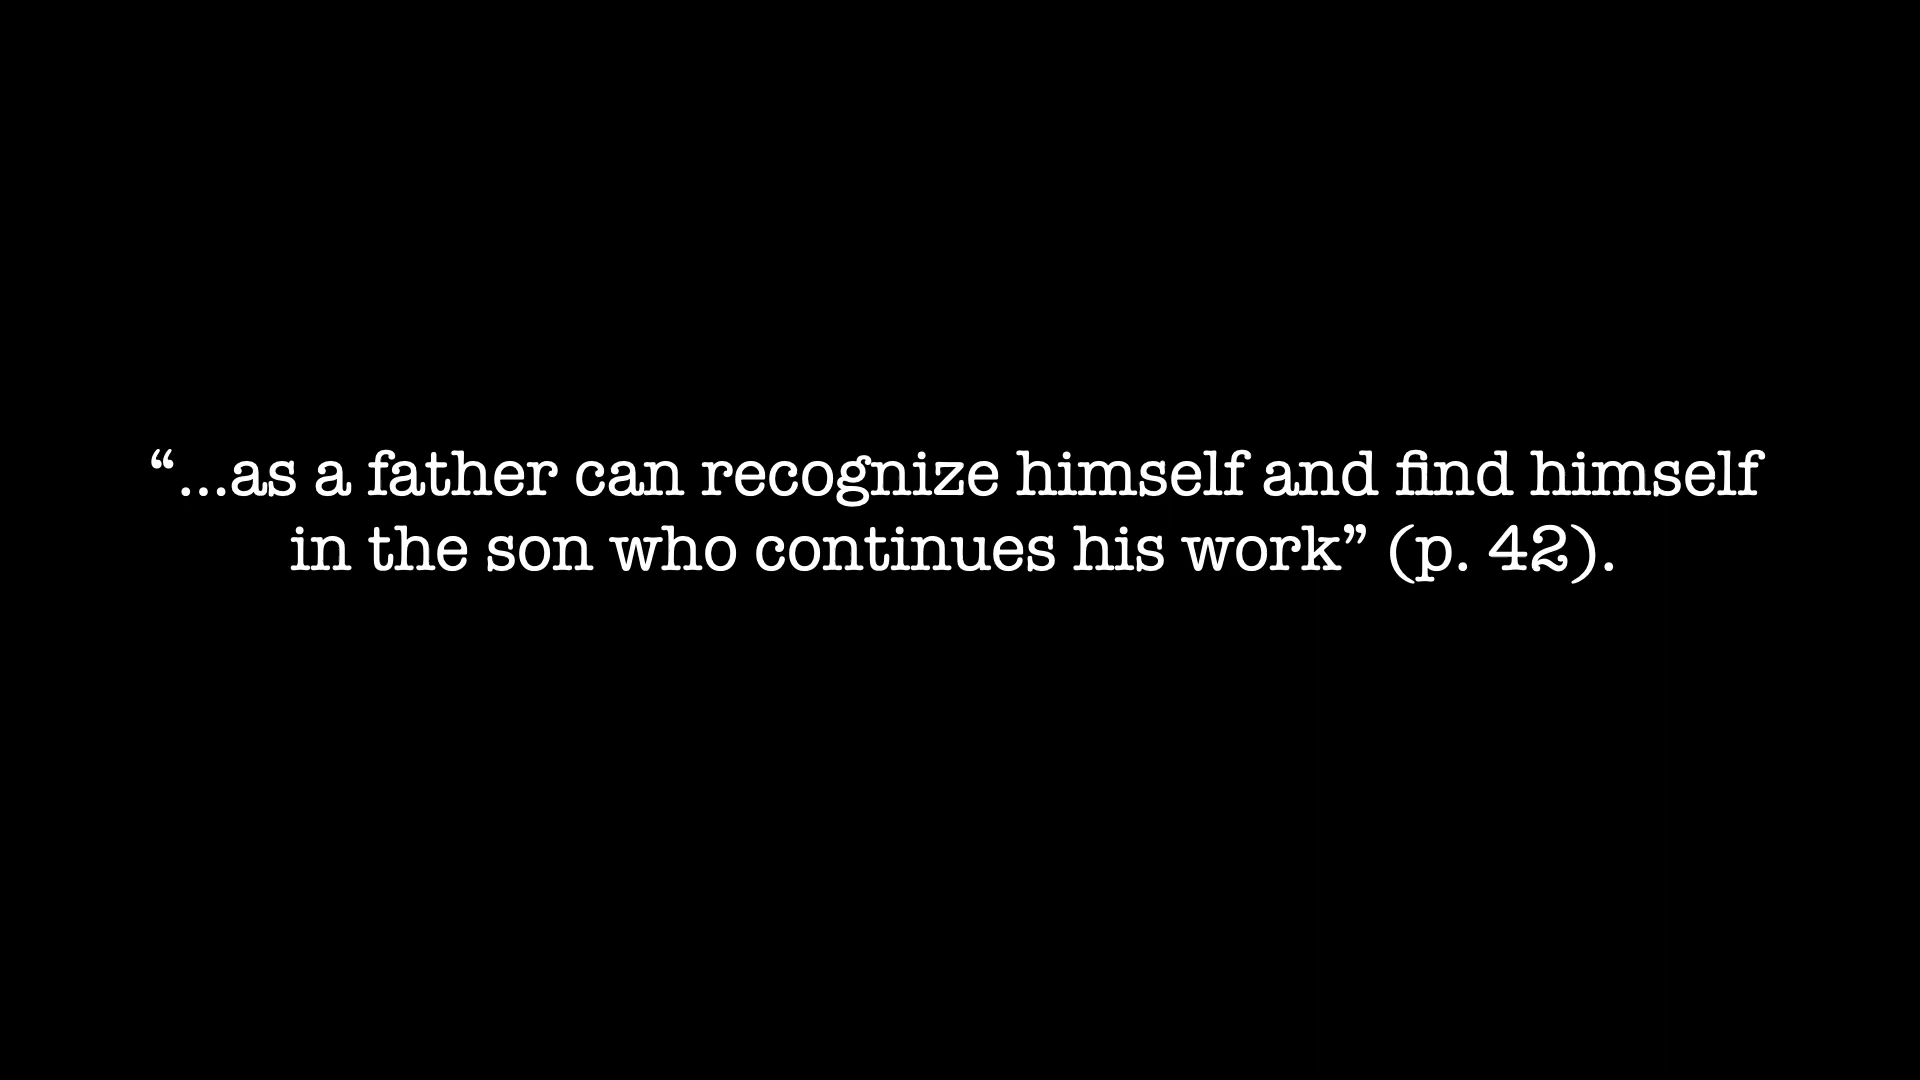 “...as a father can recognize himself and find himself
in the son who continues his work” (p. 42).